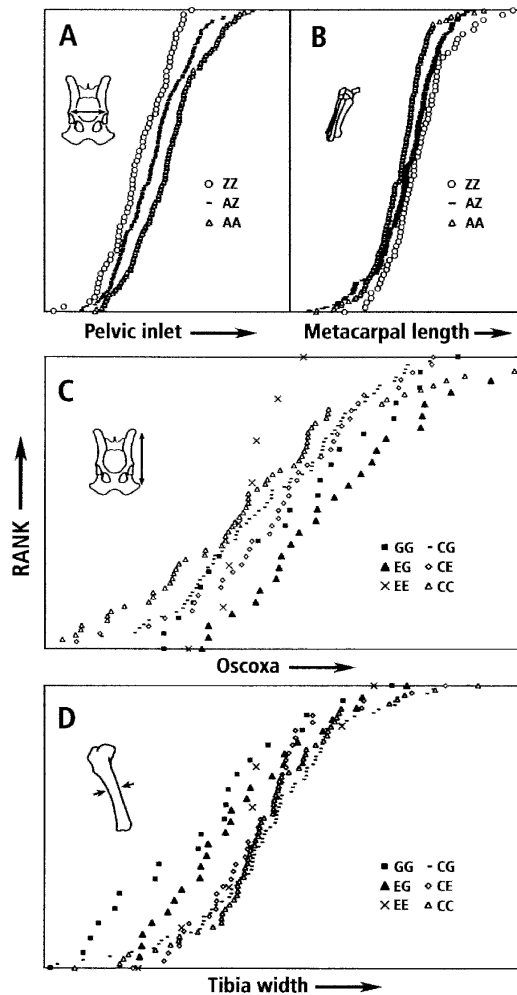 A
ZZ
AZ
AA
Pelvic inlet
B
ZZ
AZ
AA
Metacarpal length
RANK
C
GG CG
EG CE
EE CC
Oscoxa
D
GG CG
EG CE
EE CC
Tibia width